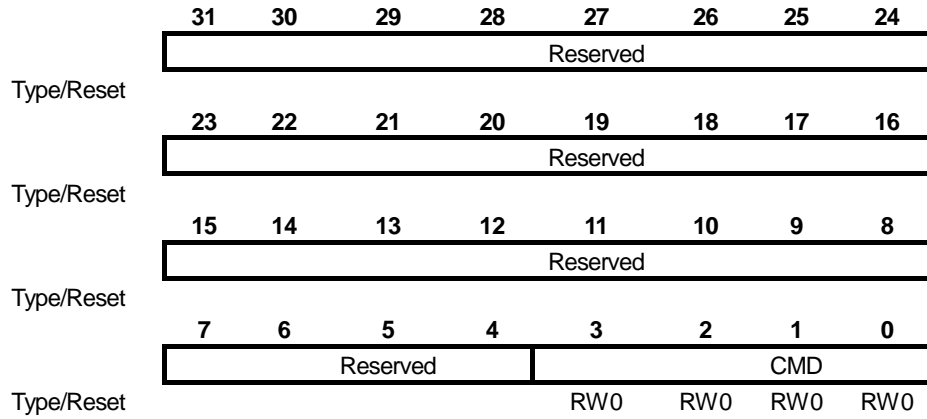 31 30 29 28 27 26 25 24
Reserved
Type/Reset
23 22 21 20 19 18 17 16
Reserved
Type/Reset
15 14 13 12 11 10 9 8
Reserved
Type/Reset
7 6 5 4 3 2 1 0
Reserved CMD
Type/Reset RW0 RW0 RW0 RW0